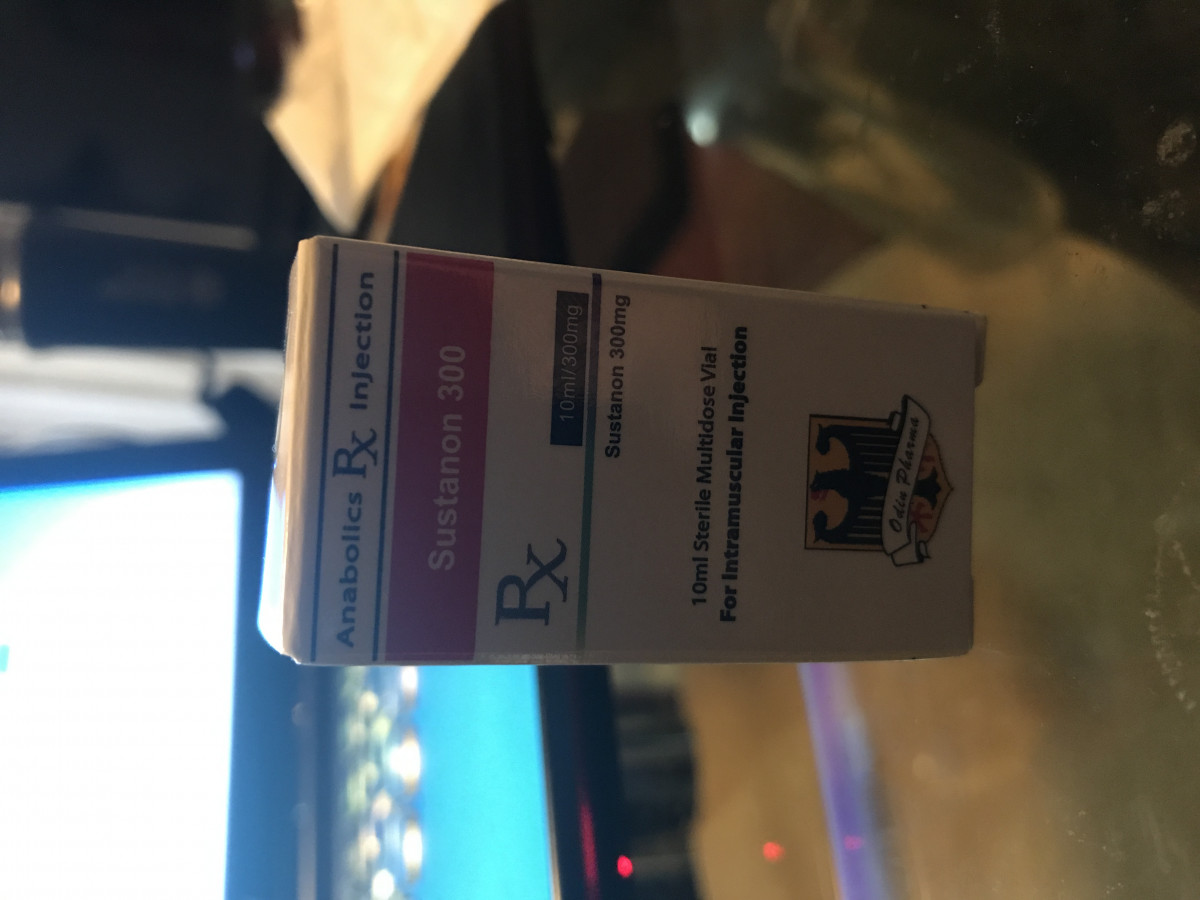 Anabolics Rx Injection
Sustanon 300
Rx
10ml/300mg
Sustanon 300mg
10ml Sterile Multidose Vial
For Intramuscular Injection
Odin Pharma